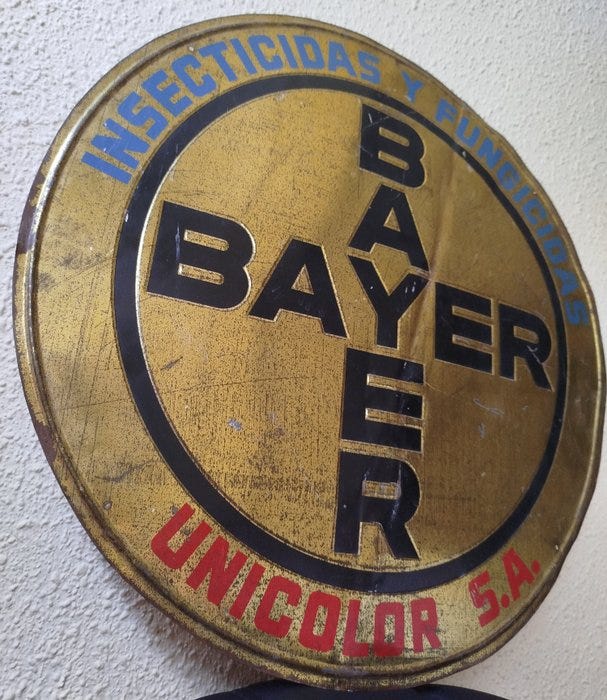 INSECTICIDAS Y FUNGICIDAS
BAYER
BAYER
UNICOLOR S.A.